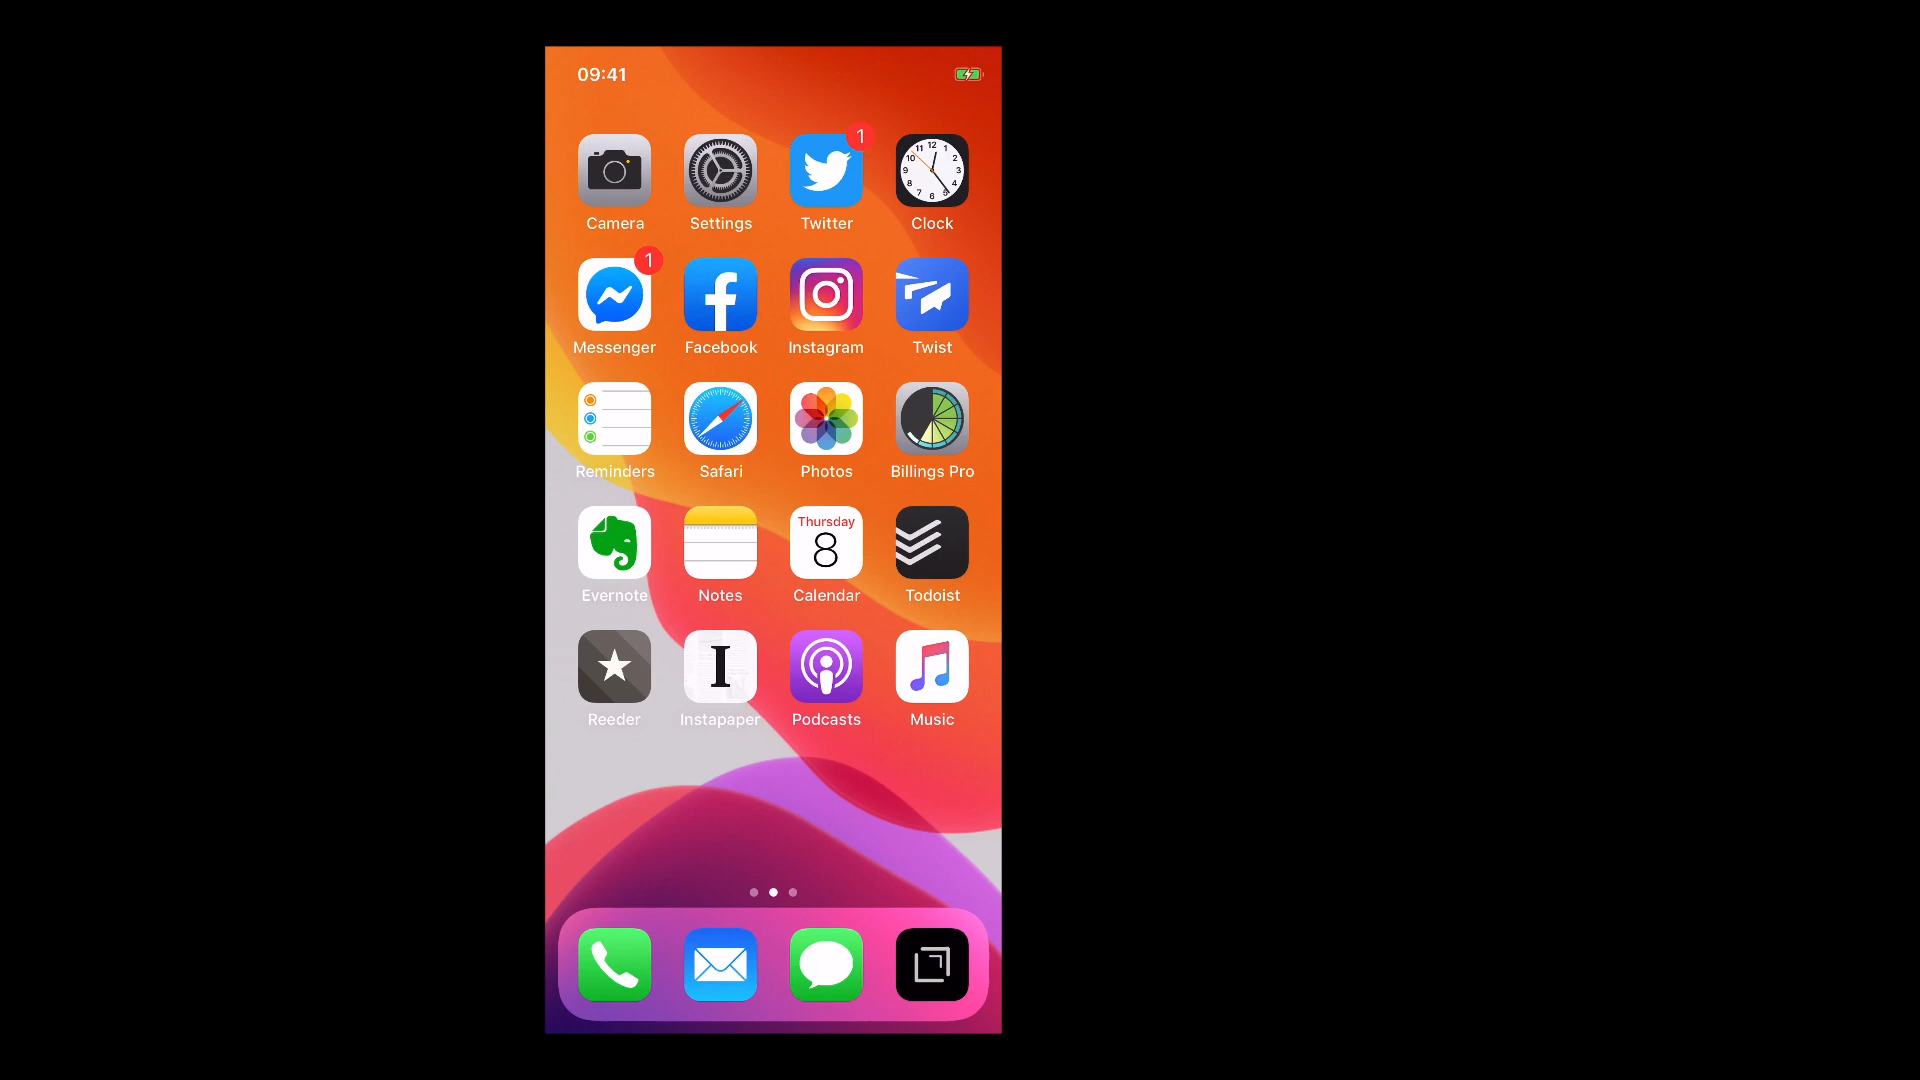 09:41
1
Camera Settings Twitter Clock
1
Messenger Facebook Instagram Twist
Reminders Safari Photos Billings Pro
Thursday
8
Evernote Notes Calendar Todoist
I
Reeder Instapaper Podcasts Music